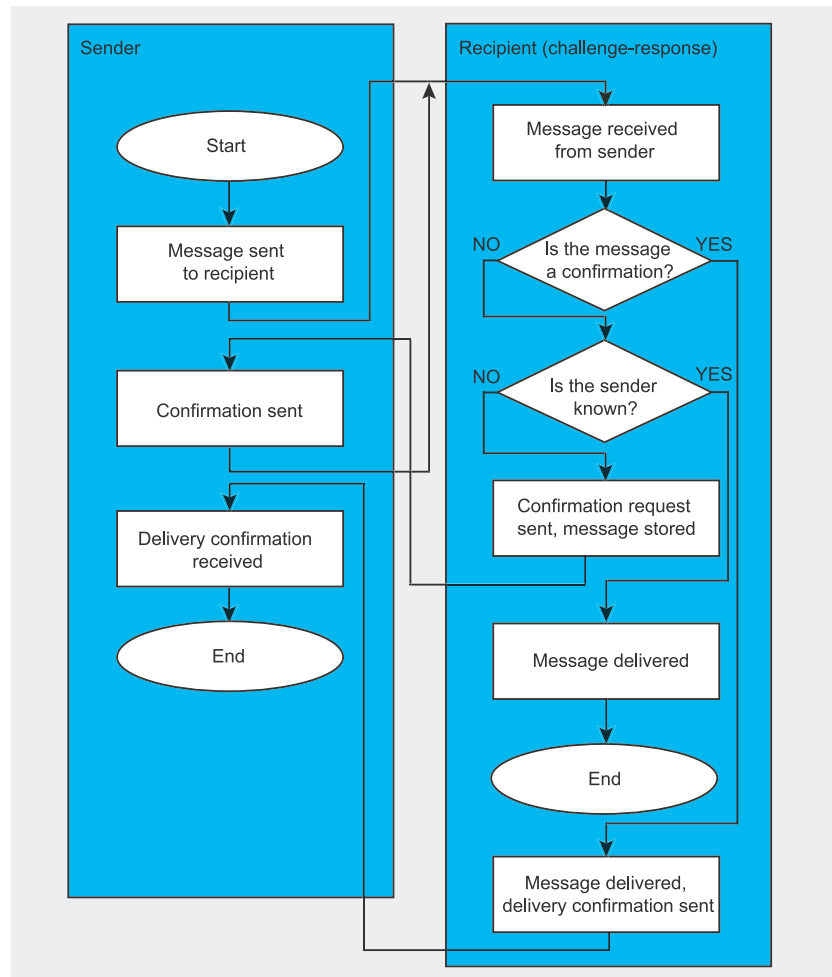 Sender
Start
Message sent
to recipient
Confirmation sent
Delivery confirmation
received
End
Recipient (challenge-response)
Message received
from sender
NO
Is the message
a confirmation?
YES
NO
Is the sender
known?
YES
Confirmation request
sent, message stored
Message delivered
End
Message delivered,
delivery confirmation sent